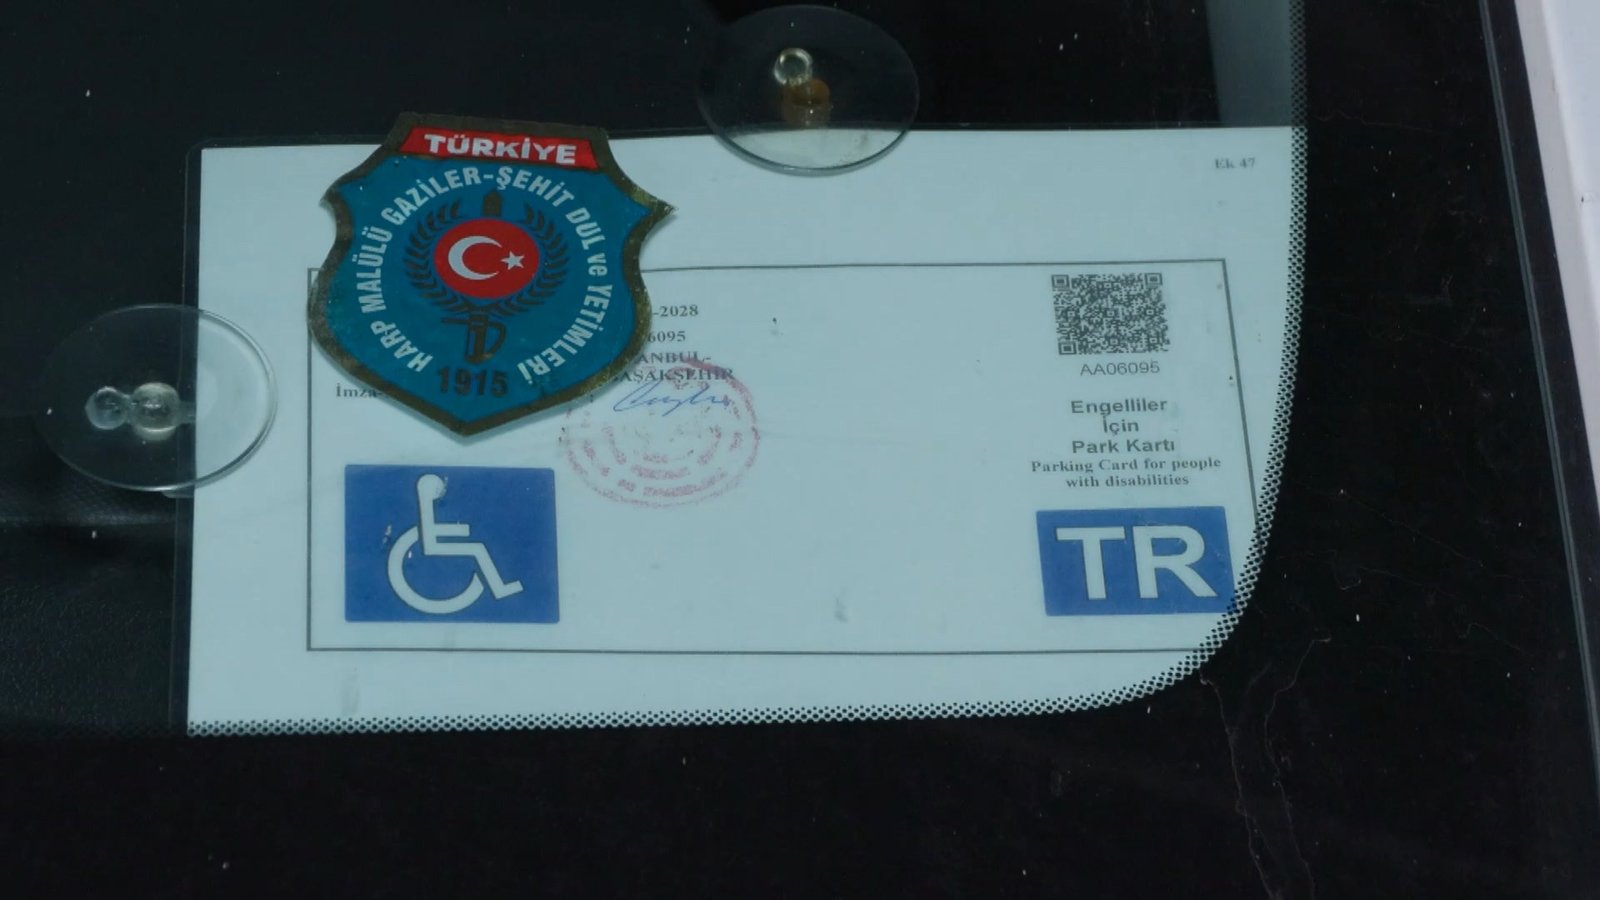 TÜRKİYE
HARP MALÜLÜ GAZİLER-ŞEHİT DUL ve YETİMLERİ
1915
Ek 47
-2028
6095
ANBUL-
AŞAKŞEHİR
İmza
AA06095
Engelliler
İçin
Park Kartı
Parking Card for people
with disabilities
TR